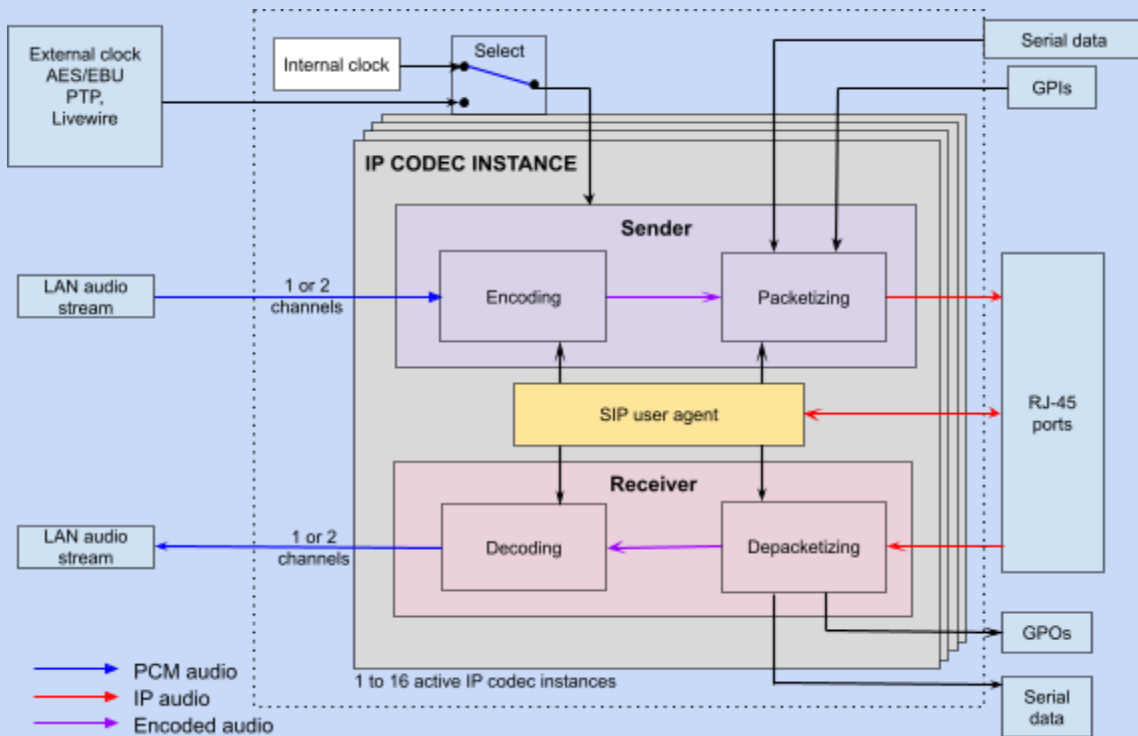 External clock
AES/EBU
PTP,
Livewire
Internal clock
Select
Serial data
GPIs
IP CODEC INSTANCE
Sender
LAN audio
stream
1 or 2
channels
Encoding
Packetizing
SIP user agent
RJ-45
ports
Receiver
LAN audio
stream
1 or 2
channels
Decoding
Depacketizing
GPOs
Serial
data
1 to 16 active IP codec instances
PCM audio
IP audio
Encoded audio